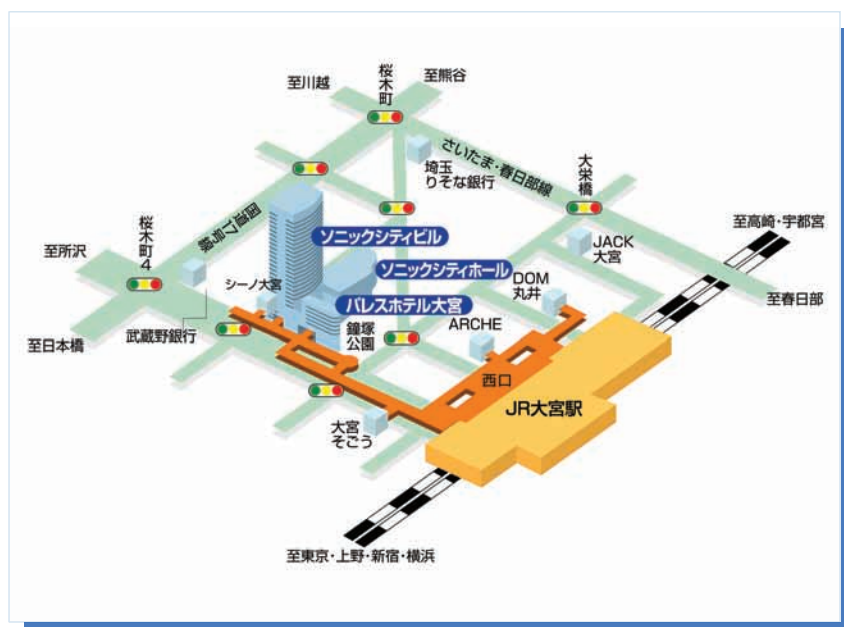 至川越
桜木町
至熊谷
さいたま・春日部線
埼玉
りそな銀行
大栄橋
国道17号線
桜木町4
至所沢
ソニックシティビル
JACK
大宮
至高崎・宇都宮
ソニックシティホール
シーノ大宮
DOM
丸井
パレスホテル大宮
至春日部
武蔵野銀行
鐘塚
公園
ARCHE
至日本橋
西口
JR大宮駅
大宮
そごう
至東京・上野・新宿・横浜